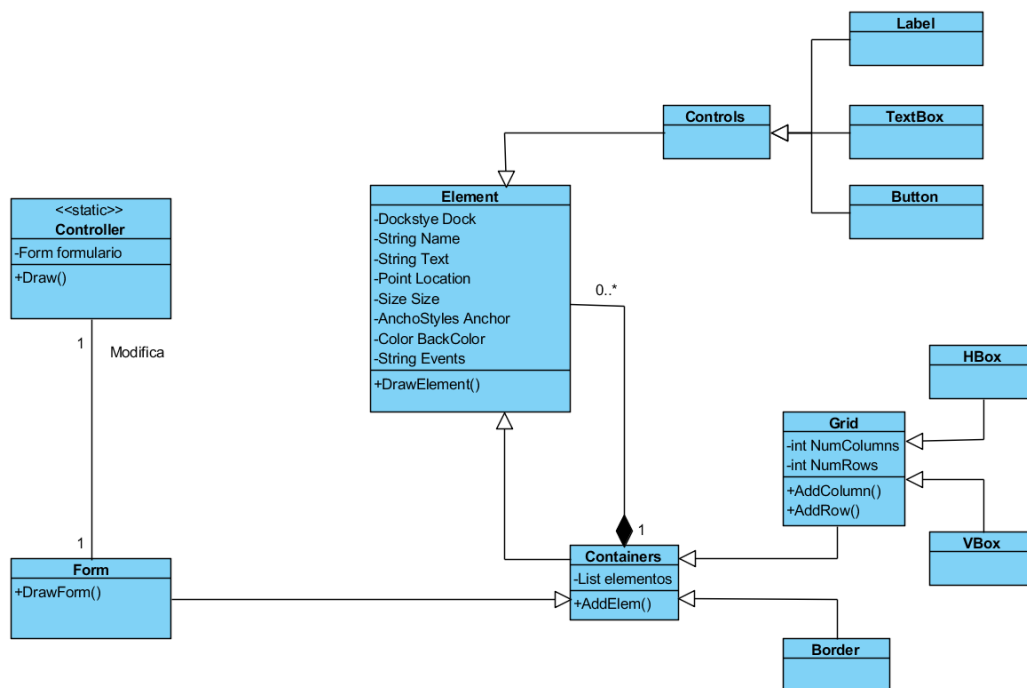 Label
Controls
TextBox
Button
Element
-Dockstye Dock
-String Name
-String Text
-Point Location
-Size Size
-AnchoStyles Anchor
-Color BackColor
-String Events
+DrawElement()
<<static>>
Controller
-Form formulario
+Draw()
1
Modifica
1
0..*
1
HBox
Grid
-int NumColumns
-int NumRows
+AddColumn()
+AddRow()
VBox
Containers
-List elementos
+AddElem()
Form
+DrawForm()
Border